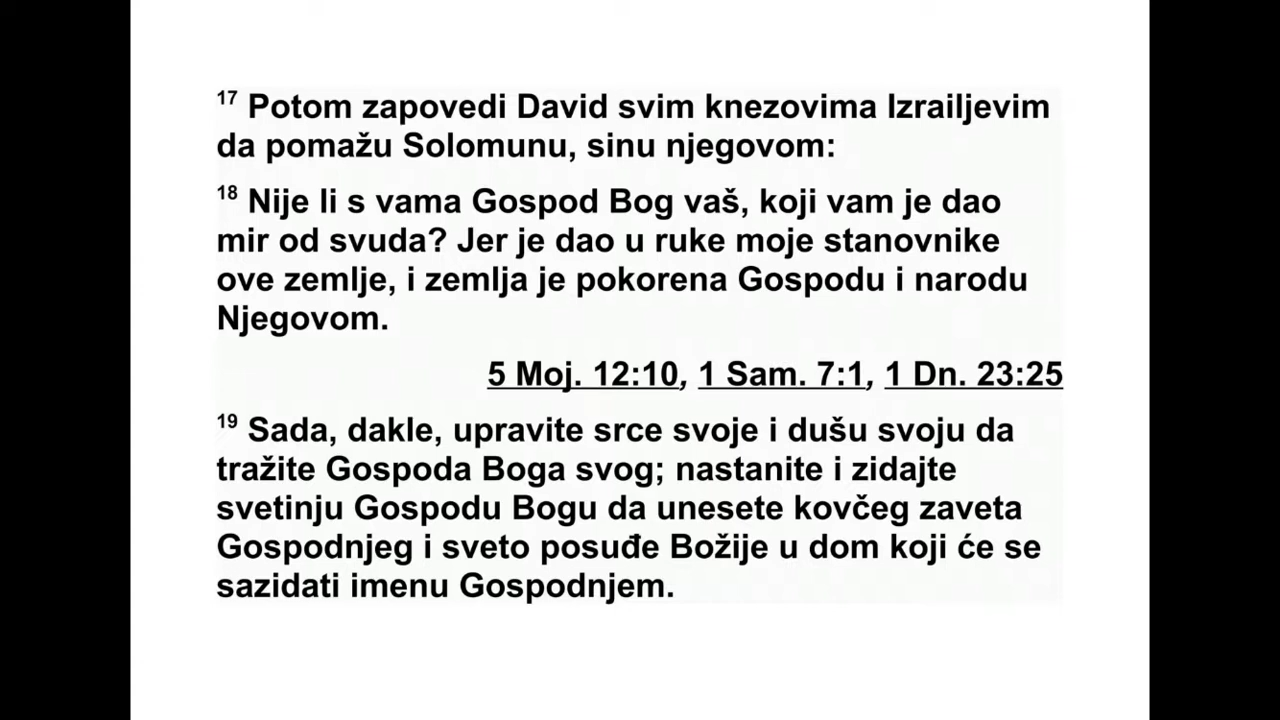 17 Potom zapovedi David svim knezovima Izrailjevim
da pomažu Solomunu, sinu njegovom:
18 Nije li s vama Gospod Bog vaš, koji vam je dao
mir od svuda? Jer je dao u ruke moje stanovnike
ove zemlje, i zemlja je pokorena Gospodu i narodu
Njegovom.
5 Moj. 12:10, 1 Sam. 7:1, 1 Dn. 23:25
19 Sada, dakle, upravite srce svoje i dušu svoju da
tražite Gospoda Boga svog; nastanite i zidajte
svetinju Gospodu Bogu da unesete kovčeg zaveta
Gospodnjeg i sveto posuđe Božije u dom koji će se
sazidati imenu Gospodnjem.